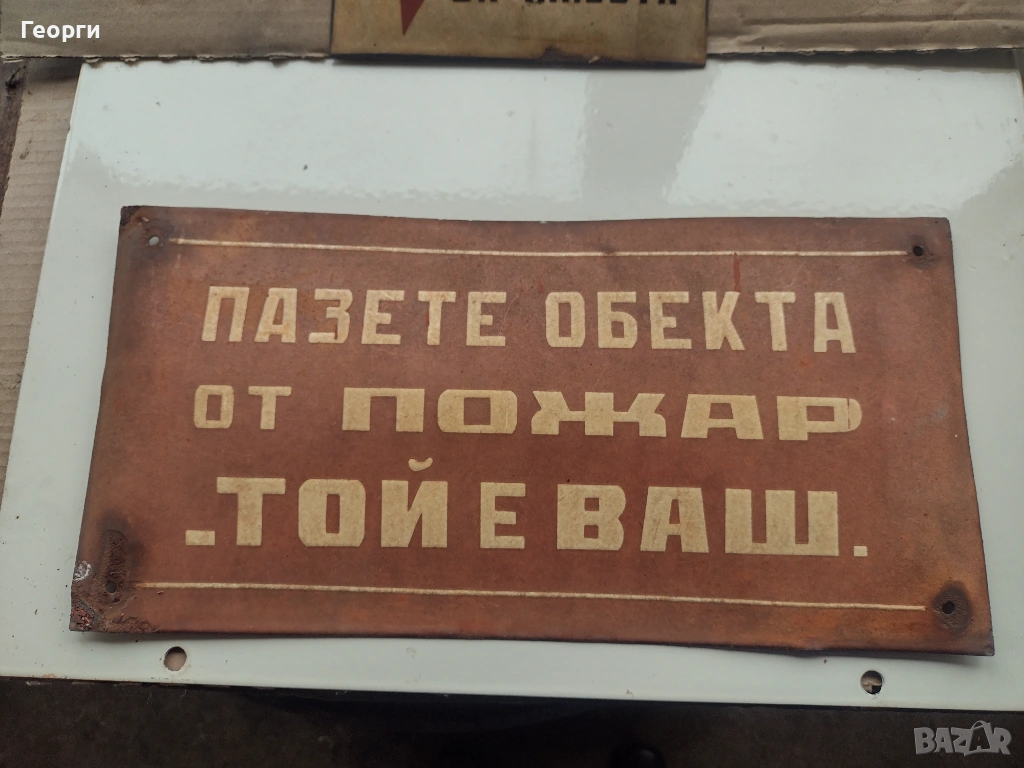 Георги
ПАЗЕТЕ ОБЕКТА
ОТ ПОЖАР
-ТОЙ Е ВАШ.
BAZAR